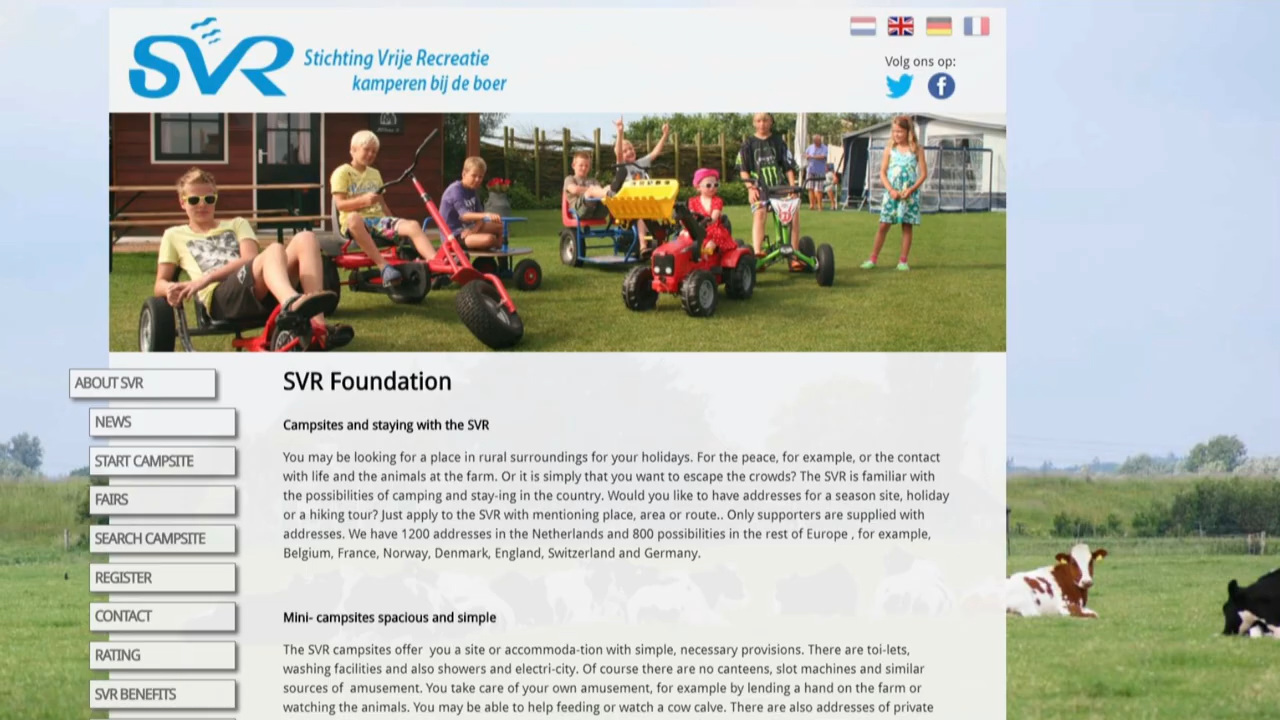 SVR
Stichting Vrije Recreatie
kamperen bij de boer
Volg ons op:
ABOUT SVR
NEWS
START CAMPSITE
FAIRS
SEARCH CAMPSITE
REGISTER
CONTACT
RATING
SVR BENEFITS
SVR Foundation
Campsites and staying with the SVR
You may be looking for a place in rural surroundings for your holidays. For the peace, for example, or the contact
with life and the animals at the farm. Or it is simply that you want to escape the crowds? The SVR is familiar with
the possibilities of camping and stay-ing in the country. Would you like to have addresses for a season site, holiday
or a hiking tour? Just apply to the SVR with mentioning place, area or route.. Only supporters are supplied with
addresses. We have 1200 addresses in the Netherlands and 800 possibilities in the rest of Europe , for example,
Belgium, France, Norway, Denmark, England, Switzerland and Germany.
Mini- campsites spacious and simple
The SVR campsites offer  you a site or accommoda-tion with simple, necessary provisions. There are toi-lets,
washing facilities and also showers and electri-city. Of course there are no canteens, slot machines and similar
sources of  amusement. You take care of your own amusement, for example by lending a hand on the farm or
watching the animals. You may be able to help feeding or watch a cow calve. There are also addresses of private